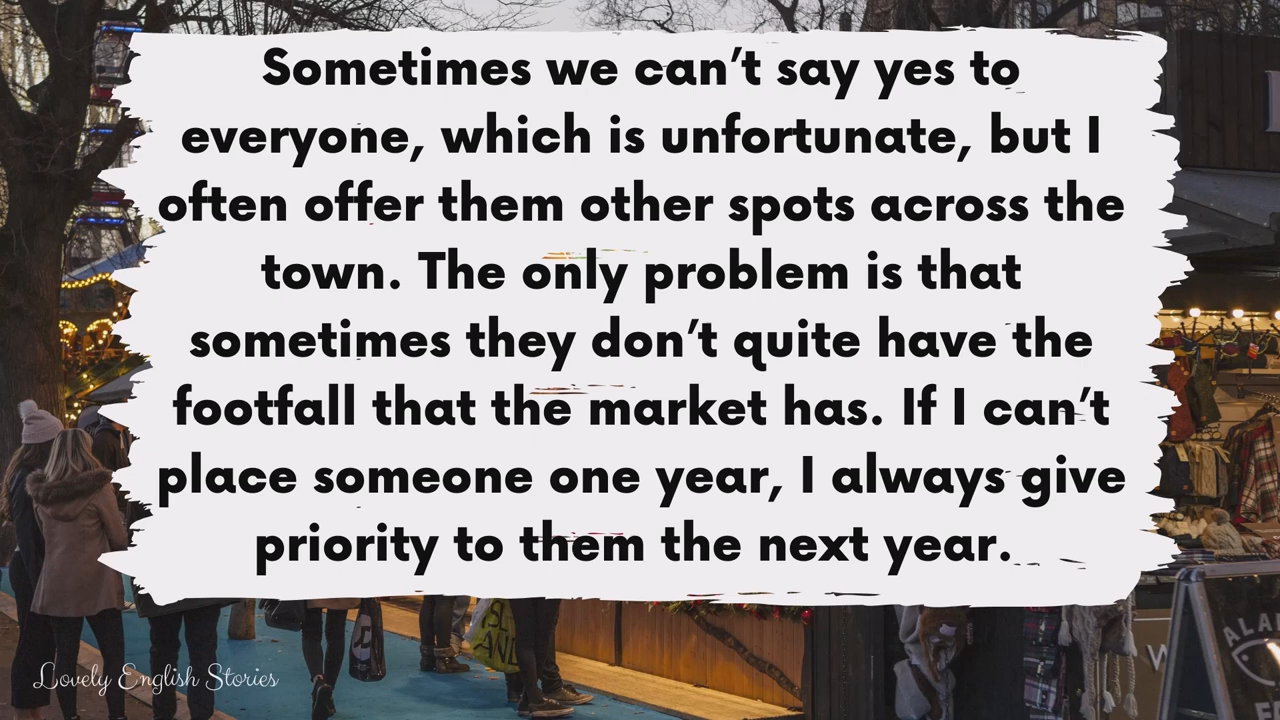 Sometimes we can’t say yes to
everyone, which is unfortunate, but I
often offer them other spots across the
town. The only problem is that
sometimes they don’t quite have the
footfall that the market has. If I can’t
place someone one year, I always give
priority to them the next year.
Lovely English Stories